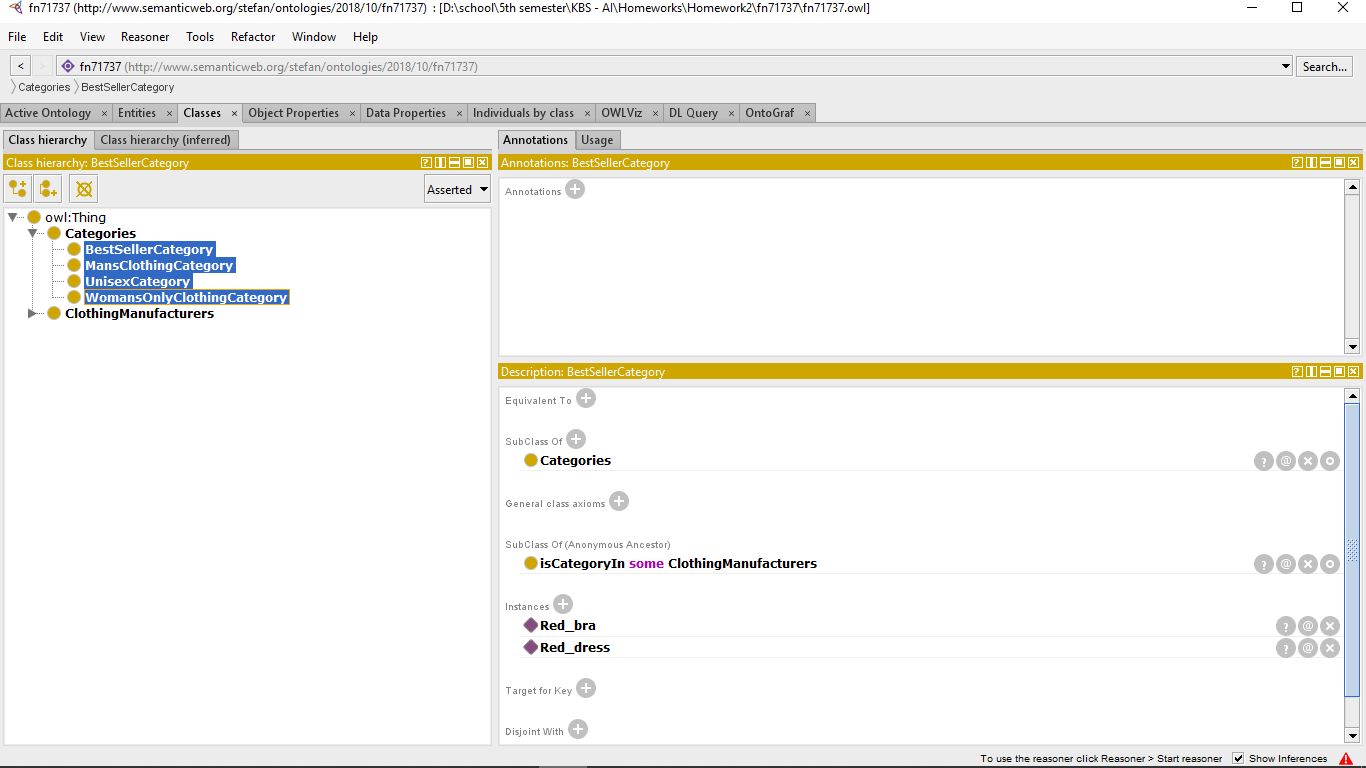 fn71737 (http://www.semanticweb.org/stefan/ontologies/2018/10/fn71737) : [D:\school\5th semester\KBS - AI\Homeworks\Homework2\fn71737\fn71737.owl]
File Edit View Reasoner Tools Refactor Window Help
< > fn71737 (http://www.semanticweb.org/stefan/ontologies/2018/10/fn71737) Search...
Categories BestSellerCategory
Active Ontology × Entities × Classes × Object Properties × Data Properties × Individuals by class × OWLViz × DL Query × OntoGraf ×
Class hierarchy Class hierarchy (inferred)
Class hierarchy: BestSellerCategory
Asserted
owl:Thing
Categories
BestSellerCategory
MansClothingCategory
UnisexCategory
WomansOnlyClothingCategory
ClothingManufacturers
Annotations Usage
Annotations: BestSellerCategory
Annotations
Description: BestSellerCategory
Equivalent To
SubClass Of
Categories
General class axioms
SubClass Of (Anonymous Ancestor)
isCategoryIn some ClothingManufacturers
Instances
Red_bra
Red_dress
Target for Key
Disjoint With
To use the reasoner click Reasoner > Start reasoner Show Inferences